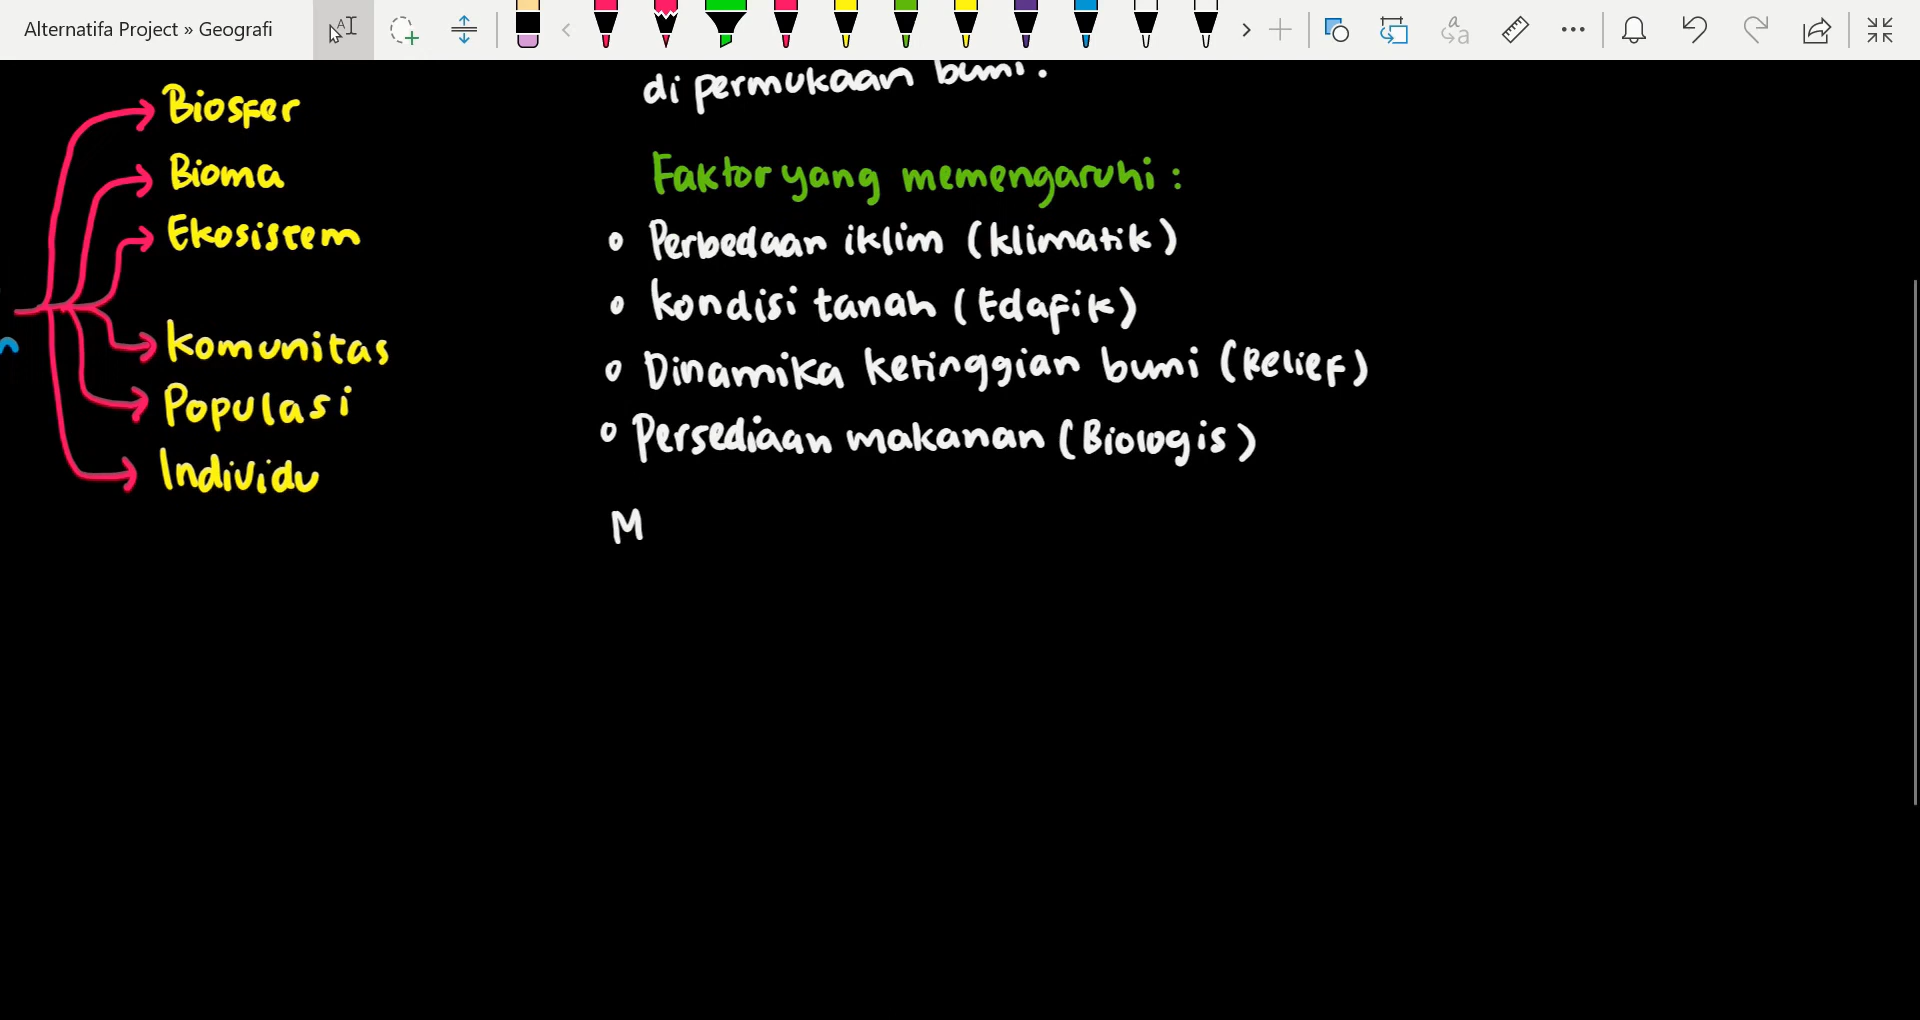 Alternatifa Project » Geografi
di permukaan bumi.
Biosfer
Bioma
Ekosistem
Komunitas
Populasi
Individu
Faktor yang memengaruhi :
Perbedaan iklim (klimatik)
Kondisi tanah (Edafik)
Dinamika ketinggian bumi (Relief)
Persediaan makanan (Biologis)
M